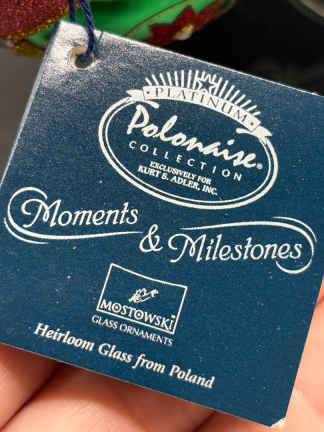 PLATINUM
Polonaise®
COLLECTION
EXCLUSIVELY FOR
KURT S. ADLER, INC.
Moments
& Milestones
MOSTOWSKI
GLASS ORNAMENTS
Heirloom Glass from Poland